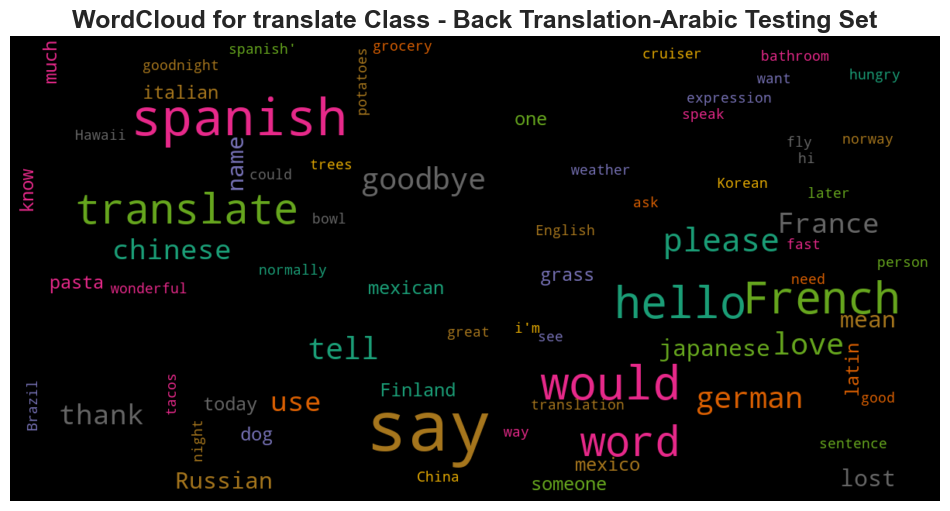 WordCloud for translate Class - Back Translation-Arabic Testing Set
much
spanish'
grocery
cruiser
bathroom
goodnight
potatoes
want
hungry
italian
expression
spanish
speak
one
Hawaii
name
fly
norway
hi
trees
weather
could
goodbye
Korean
know
later
ask
translate
bowl
France
English
please
fast
chinese
person
normally
grass
need
pasta
wonderful
mexican
hello
French
mean
i'm
great
see
tell
japanese
love
latin
Brazil
tacos
Finland
would
german
good
thank
today
use
translation
say
night
dog
way
word
sentence
mexico
Russian
China
someone
lost